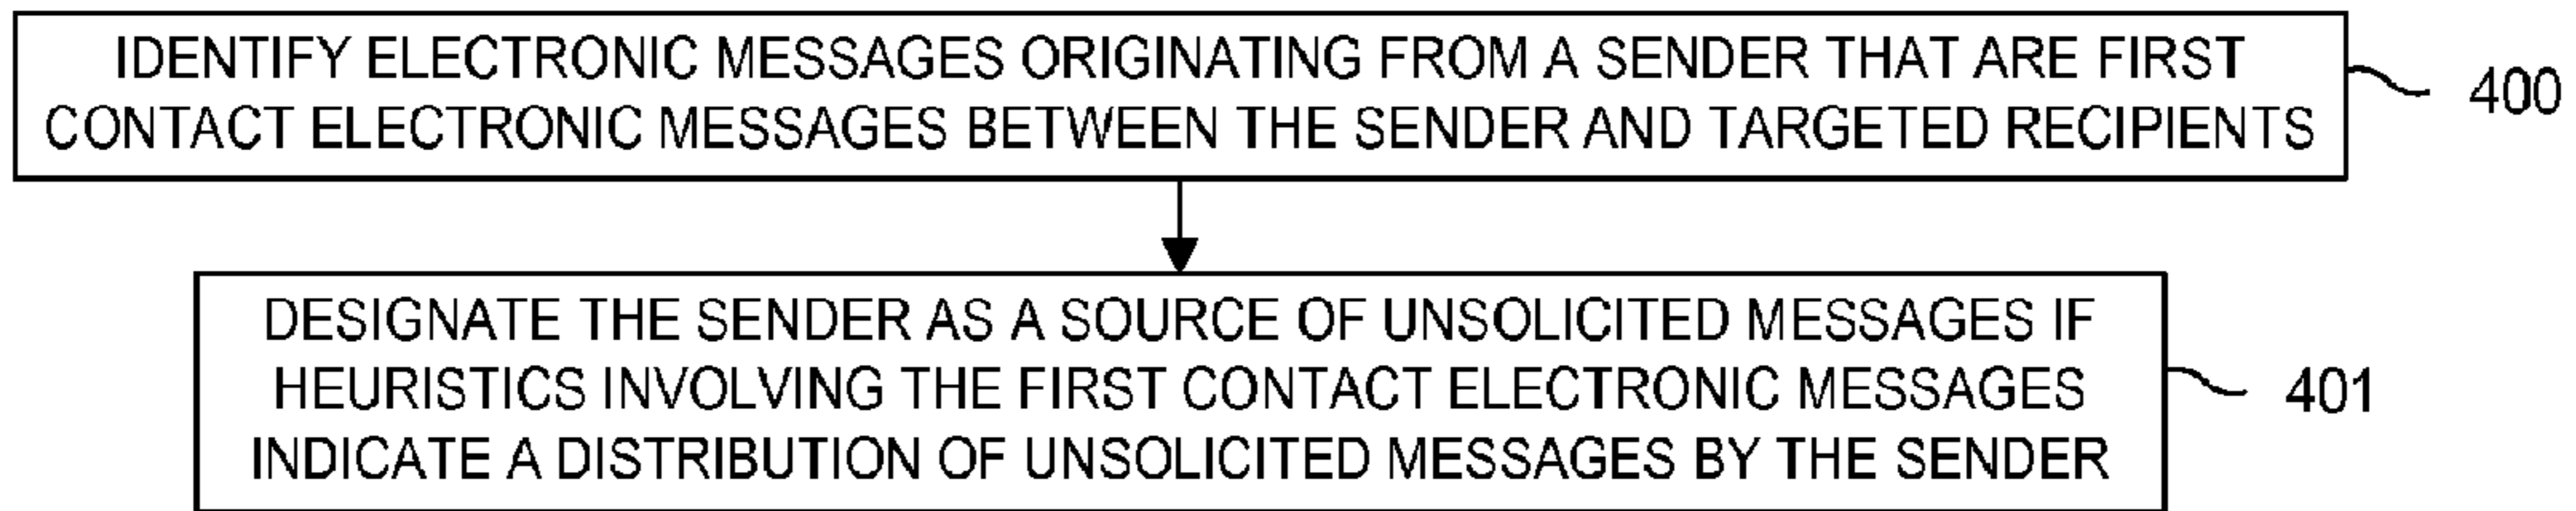 IDENTIFY ELECTRONIC MESSAGES ORIGINATING FROM A SENDER THAT ARE FIRST
CONTACT ELECTRONIC MESSAGES BETWEEN THE SENDER AND TARGETED RECIPIENTS
400
DESIGNATE THE SENDER AS A SOURCE OF UNSOLICITED MESSAGES IF
HEURISTICS INVOLVING THE FIRST CONTACT ELECTRONIC MESSAGES
INDICATE A DISTRIBUTION OF UNSOLICITED MESSAGES BY THE SENDER
401